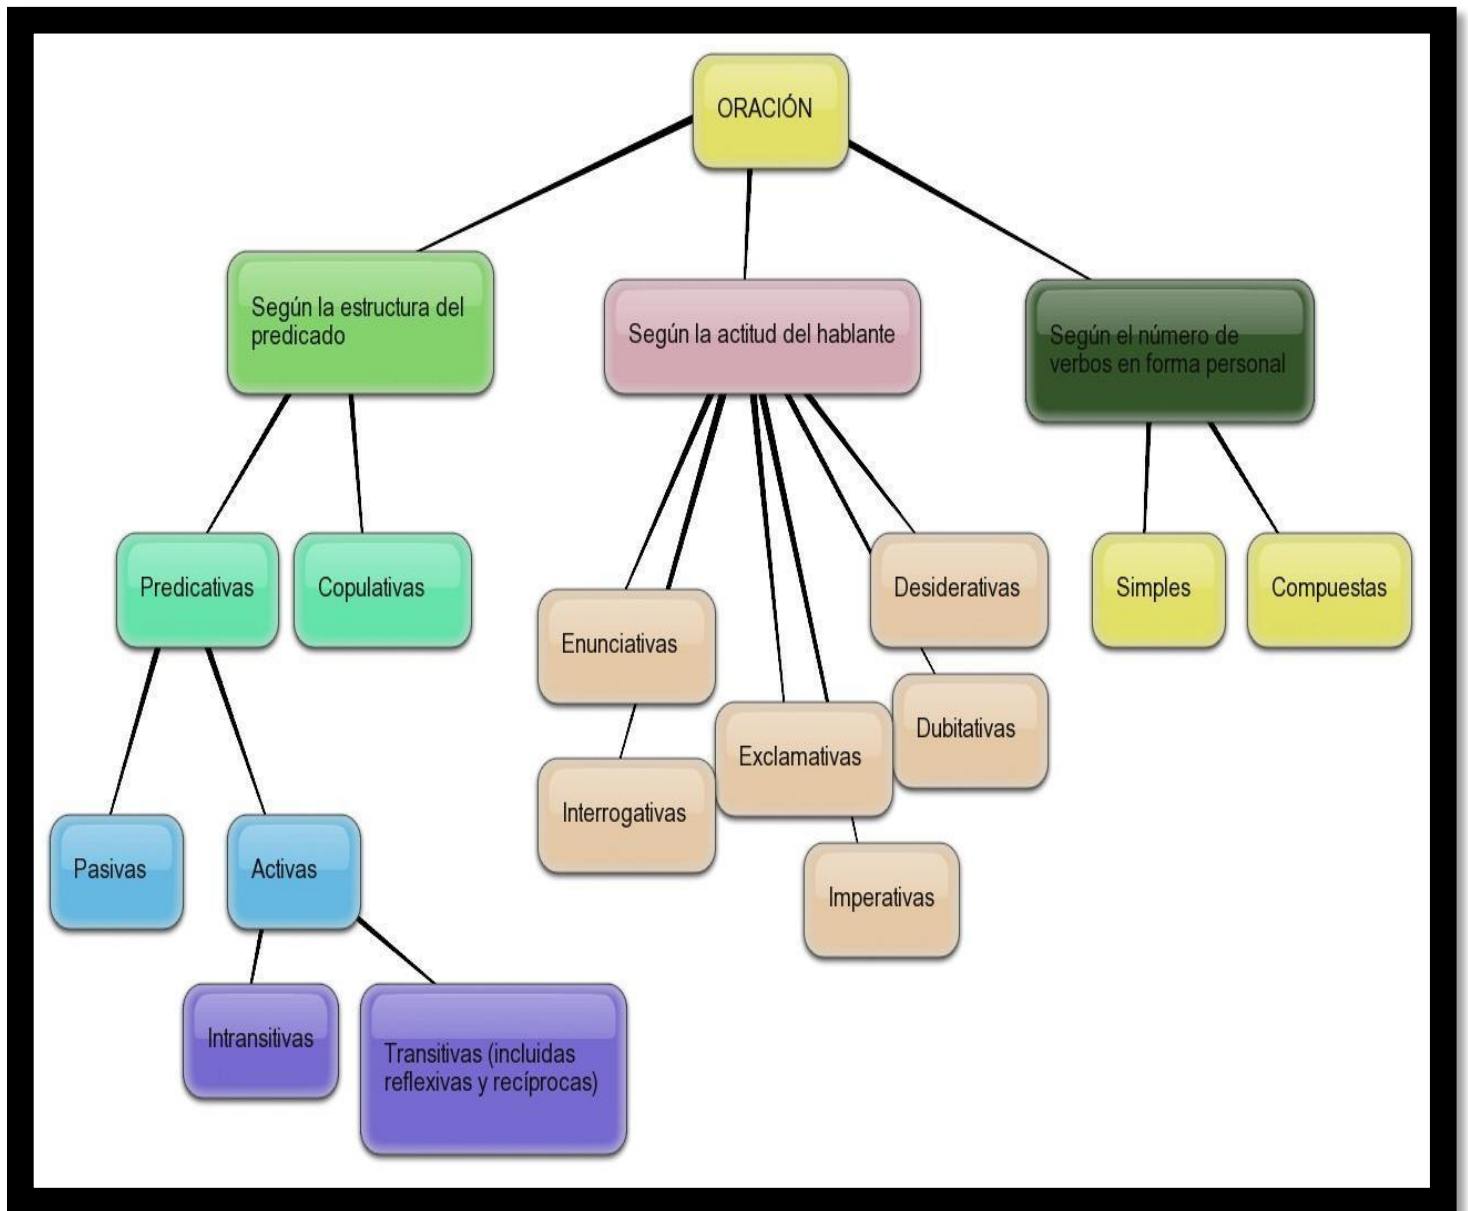 ORACIÓN
Según la estructura del
predicado
Según la actitud del hablante
Según el número de
verbos en forma personal
Predicativas
Copulativas
Enunciativas
Interrogativas
Exclamativas
Imperativas
Desiderativas
Dubitativas
Simples
Compuestas
Pasivas
Activas
Intransitivas
Transitivas (incluidas
reflexivas y recíprocas)